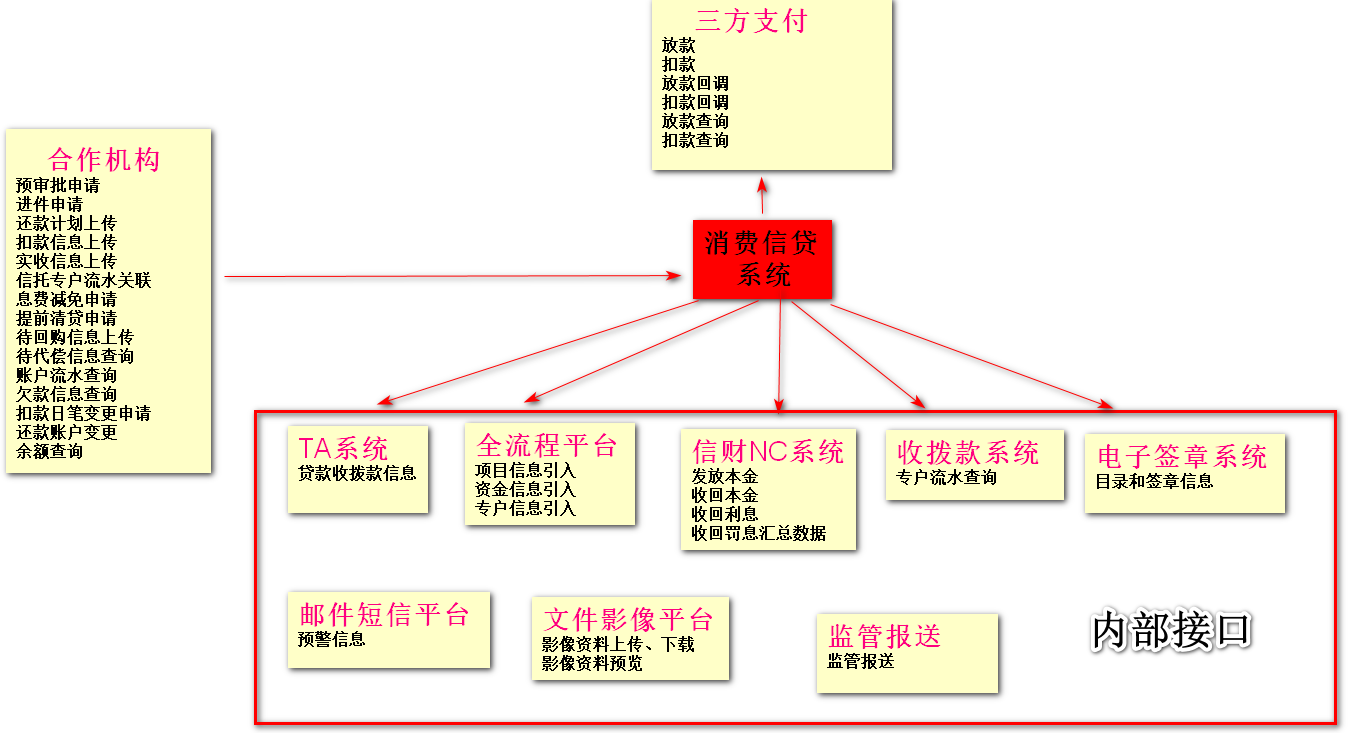 三方支付
放款
扣款
放款回调
扣款回调
放款查询
扣款查询
合作机构
预审批申请
进件申请
还款计划上传
扣款信息上传
实收信息上传
信托专户流水关联
息费减免申请
提前清贷申请
待回购信息上传
待代偿信息查询
账户流水查询
欠款信息查询
扣款日笔变更申请
还款账户变更
余额查询
消费信贷
系统
TA系统
贷款收拨款信息
全流程平台
项目信息引入
资金信息引入
专户信息引入
信财NC系统
发放本金
收回本金
收回利息
收回罚息汇总数据
收拨款系统
专户流水查询
电子签章系统
目录和签章信息
邮件短信平台
预警信息
文件影像平台
影像资料上传、下载
影像资料预览
监管报送
监管报送
内部接口